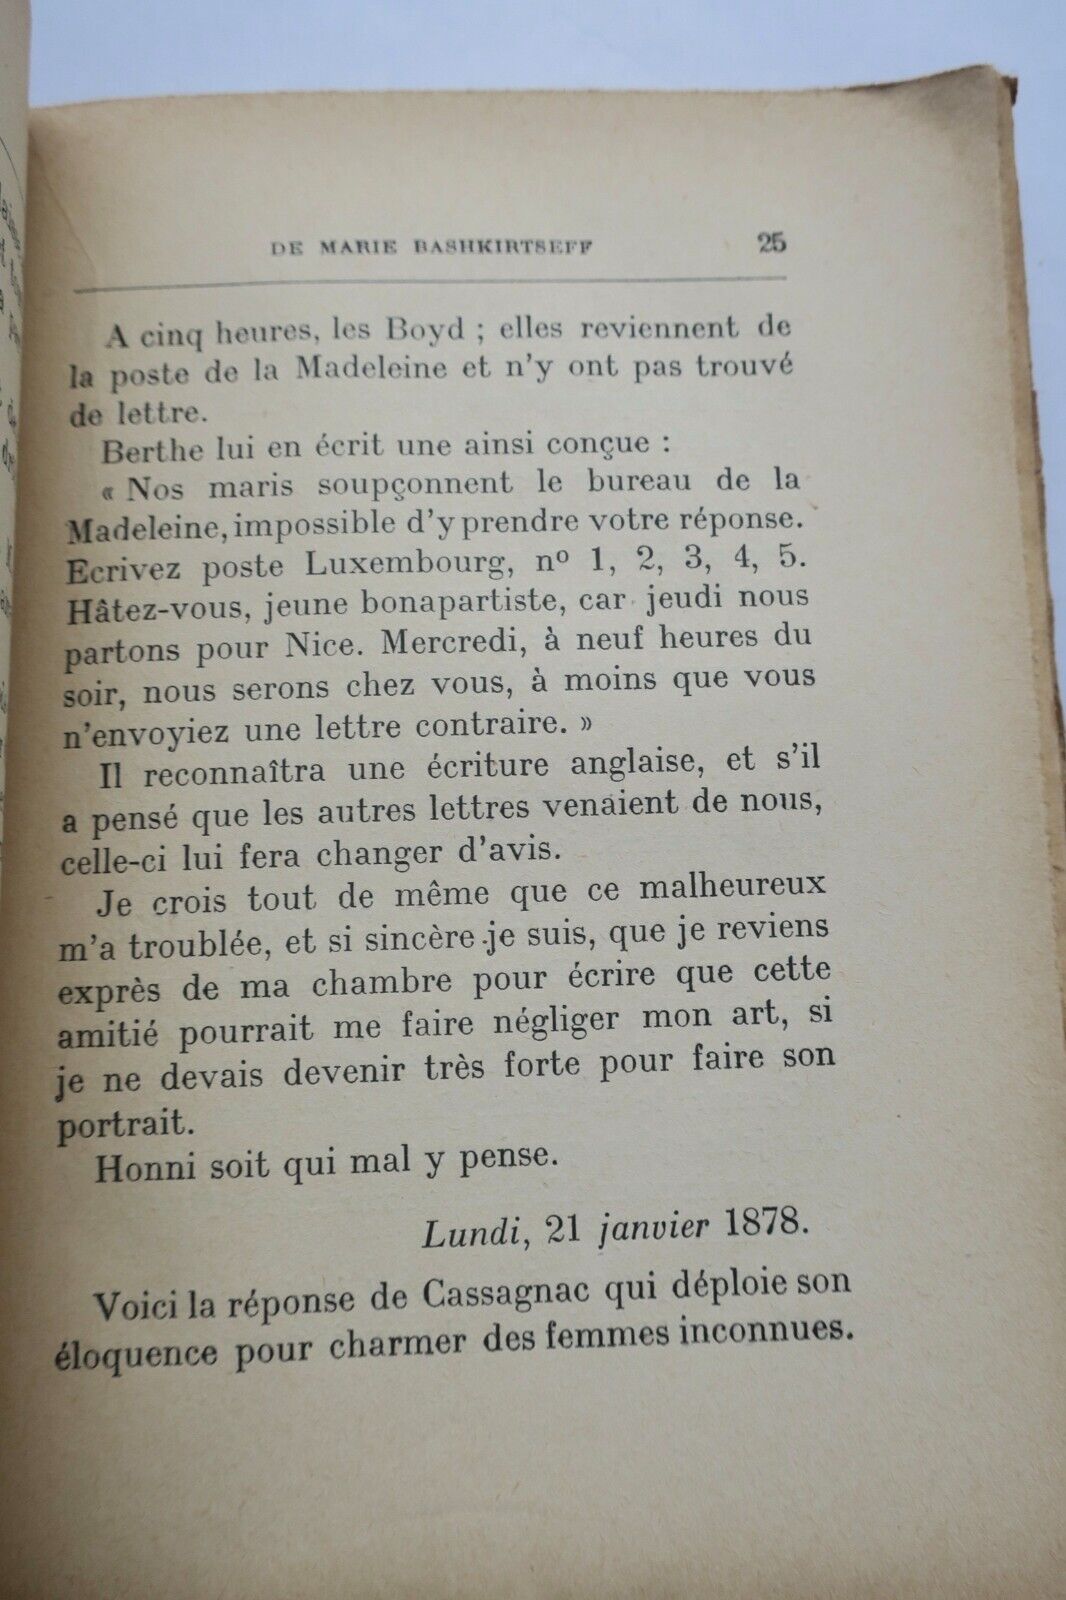 DE MARIE BASHKIRTSEFF 25
A cinq heures, les Boyd ; elles reviennent de
la poste de la Madeleine et n'y ont pas trouvé
de lettre.
Berthe lui en écrit une ainsi conçue :
« Nos maris soupçonnent le bureau de la
Madeleine, impossible d'y prendre votre réponse.
Ecrivez poste Luxembourg, nº 1, 2, 3, 4, 5.
Hâtez-vous, jeune bonapartiste, car jeudi nous
partons pour Nice. Mercredi, à neuf heures du
soir, nous serons chez vous, à moins que vous
n'envoyiez une lettre contraire. »
Il reconnaîtra une écriture anglaise, et s'il
a pensé que les autres lettres venaient de nous,
celle-ci lui fera changer d'avis.
Je crois tout de même que ce malheureux
m'a troublée, et si sincère je suis, que je reviens
exprès de ma chambre pour écrire que cette
amitié pourrait me faire négliger mon art, si
je ne devais devenir très forte pour faire son
portrait.
Honni soit qui mal y pense.
Lundi, 21 janvier 1878.
Voici la réponse de Cassagnac qui déploie son
éloquence pour charmer des femmes inconnues.